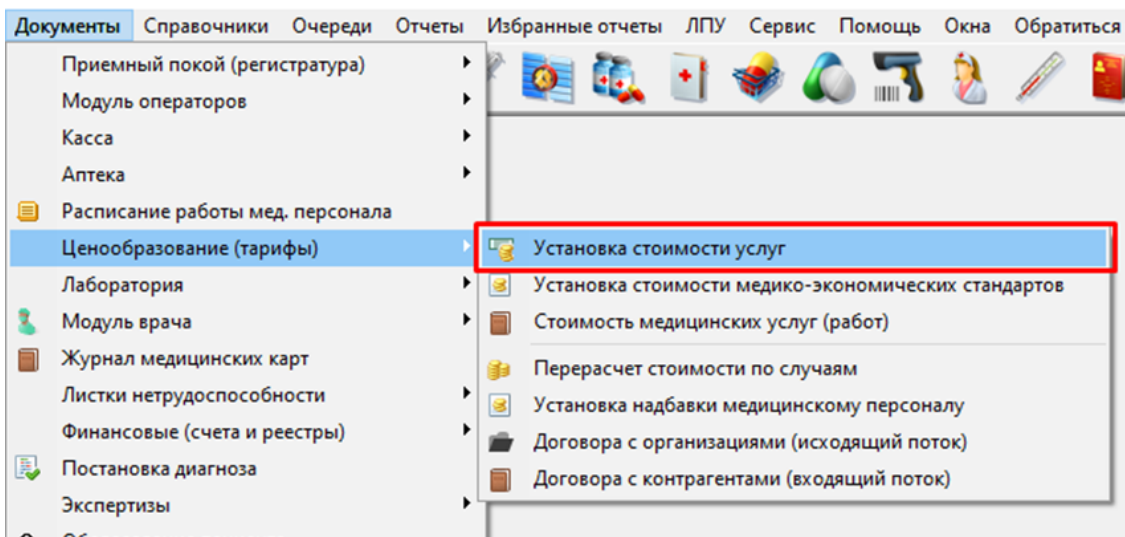 Документы Справочники Очереди Отчеты Избранные отчеты ЛПУ Сервис Помощь Окна Обратиться
Приемный покой (регистратура)
Модуль операторов
Касса
Аптека
Расписание работы мед. персонала
Ценообразование (тарифы)
Лаборатория
Модуль врача
Журнал медицинских карт
Листки нетрудоспособности
Финансовые (счета и реестры)
Постановка диагноза
Экспертизы
Установка стоимости услуг
Установка стоимости медико-экономических стандартов
Стоимость медицинских услуг (работ)
Перерасчет стоимости по случаям
Установка надбавки медицинскому персоналу
Договора с организациями (исходящий поток)
Договора с контрагентами (входящий поток)